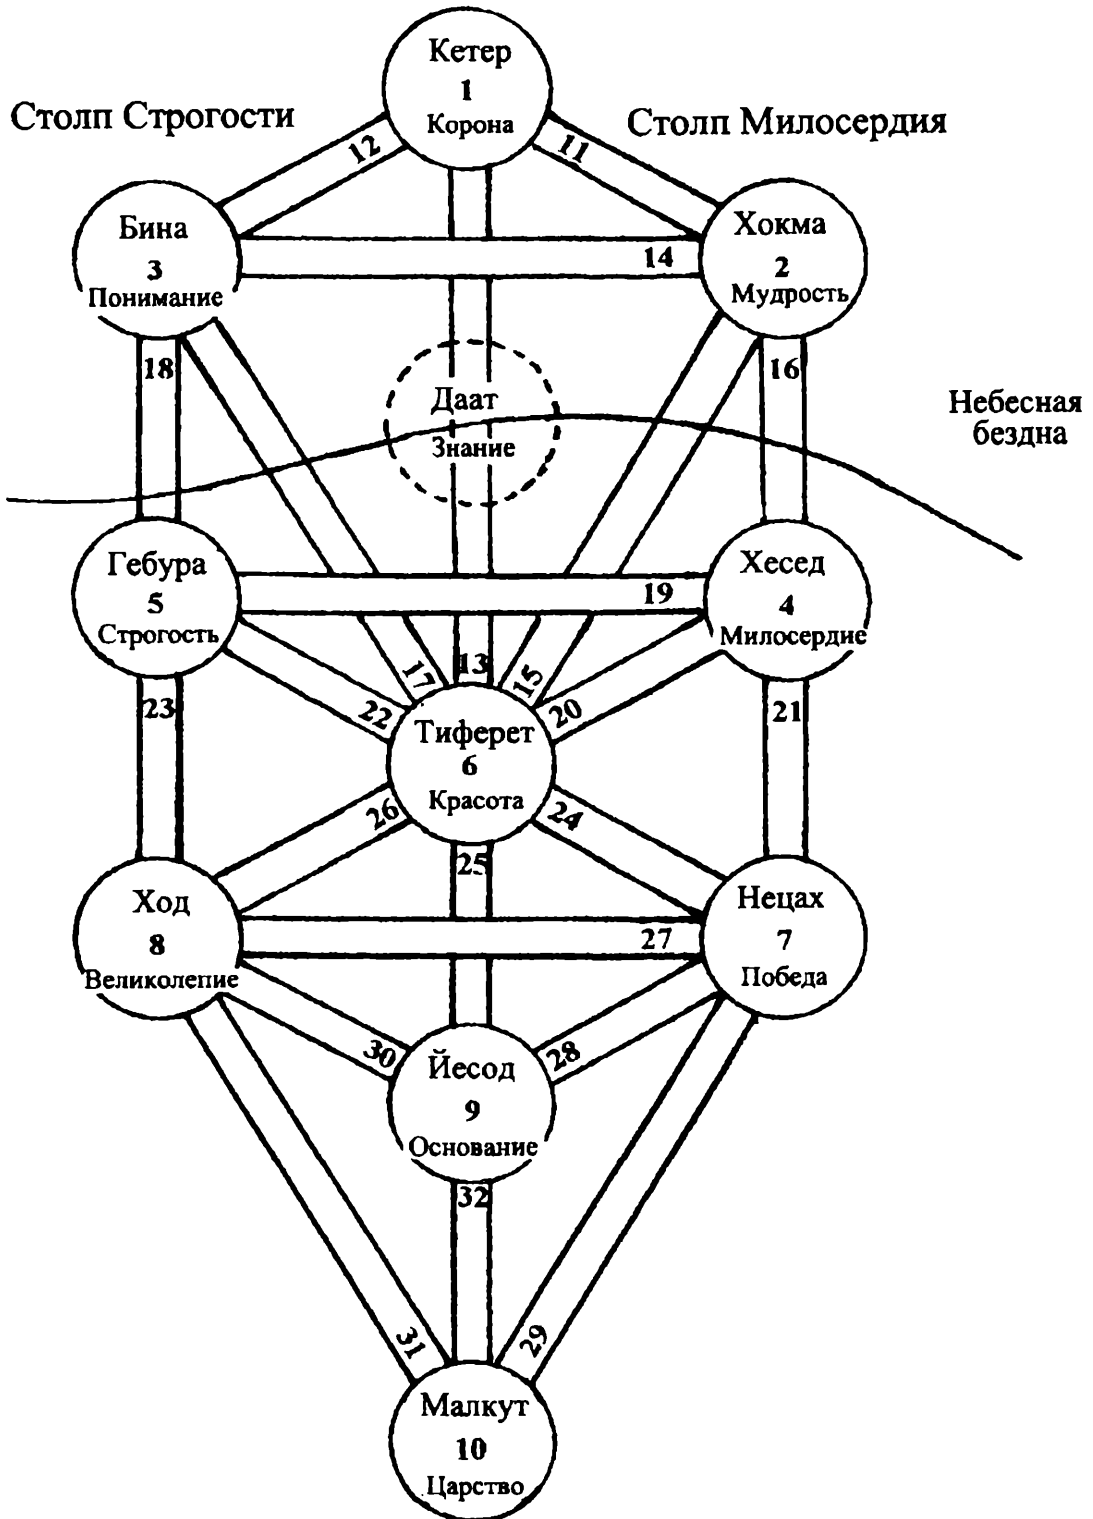 Кетер
1
Корона
Столп Строгости
Столп Милосердия
12
11
Бина
3
Понимание
Хокма
2
Мудрость
14
18
16
Даат
Знание
Небесная
бездна
Гебура
5
Строгость
Хесед
4
Милосердие
19
17
13
15
22
20
23
21
Тиферет
6
Красота
26
24
25
Ход
8
Великолепие
Нецах
7
Победа
27
30
28
Йесод
9
Основание
32
31
29
Малкут
10
Царство